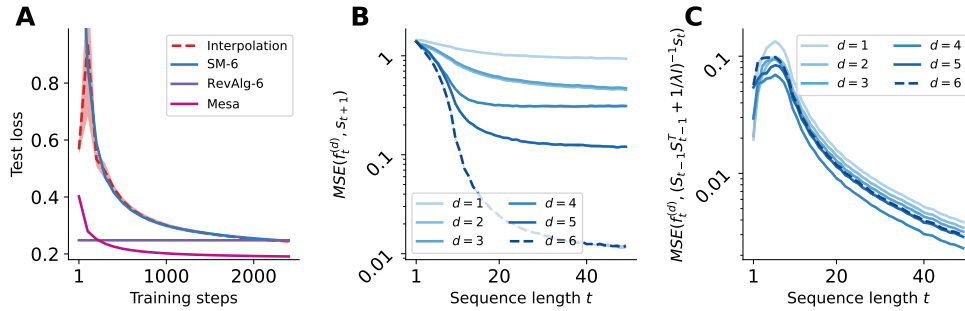 A
Test loss
0.8
0.6
0.4
0.2
Interpolation
SM-6
RevAlg-6
Mesa
1
1000
2000
Training steps
B
MSE(f_t^(d), s_{t+1})
1
0.1
0.01
d = 1
d = 2
d = 3
d = 4
d = 5
d = 6
1
20
40
Sequence length t
C
MSE(f_t^(d), (S_{t−1}S_{t−1}^T + 1/λI)^{−1}s_t)
0.1
0.01
d = 1
d = 2
d = 3
d = 4
d = 5
d = 6
1
20
40
Sequence length t